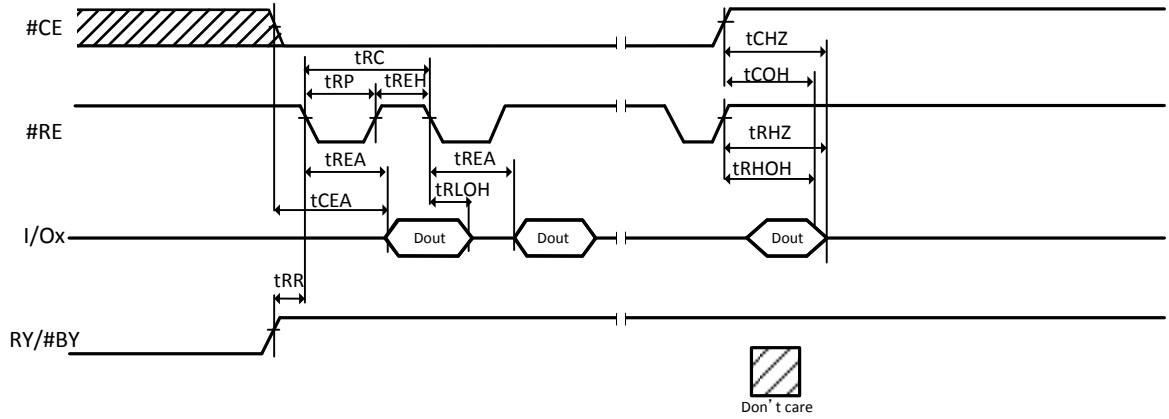 #CE
tCHZ
tRC
tCOH
tRP
tREH
#RE
tRHZ
tREA
tREA
tRHOH
tRLOH
tCEA
I/Ox
Dout
Dout
Dout
tRR
RY/#BY
Don't care